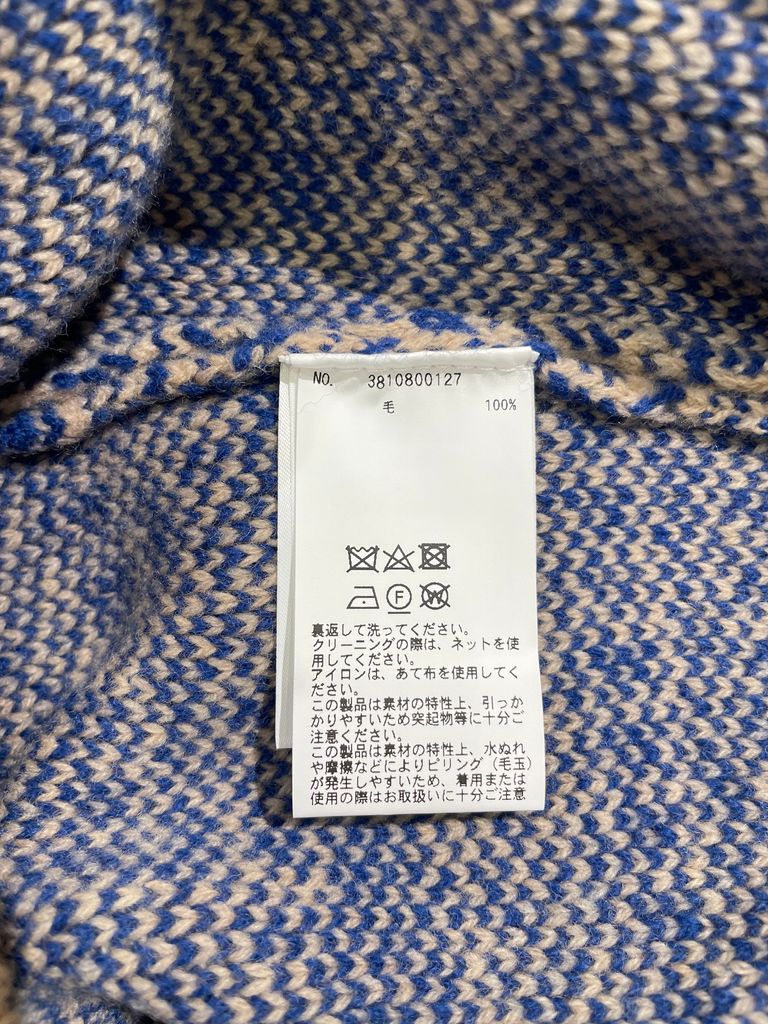 NO. 3810800127
毛 100%
F W
裏返して洗ってください。
クリーニングの際は、ネットを使
用してください。
アイロンは、あて布を使用してく
ださい。
この製品は素材の特性上、引っか
かりやすいため突起物等に十分ご
注意ください。
この製品は素材の特性上、水ぬれ
や摩擦などによりピリング（毛玉）
が発生しやすいため、着用または
使用の際はお取扱いに十分ご注意